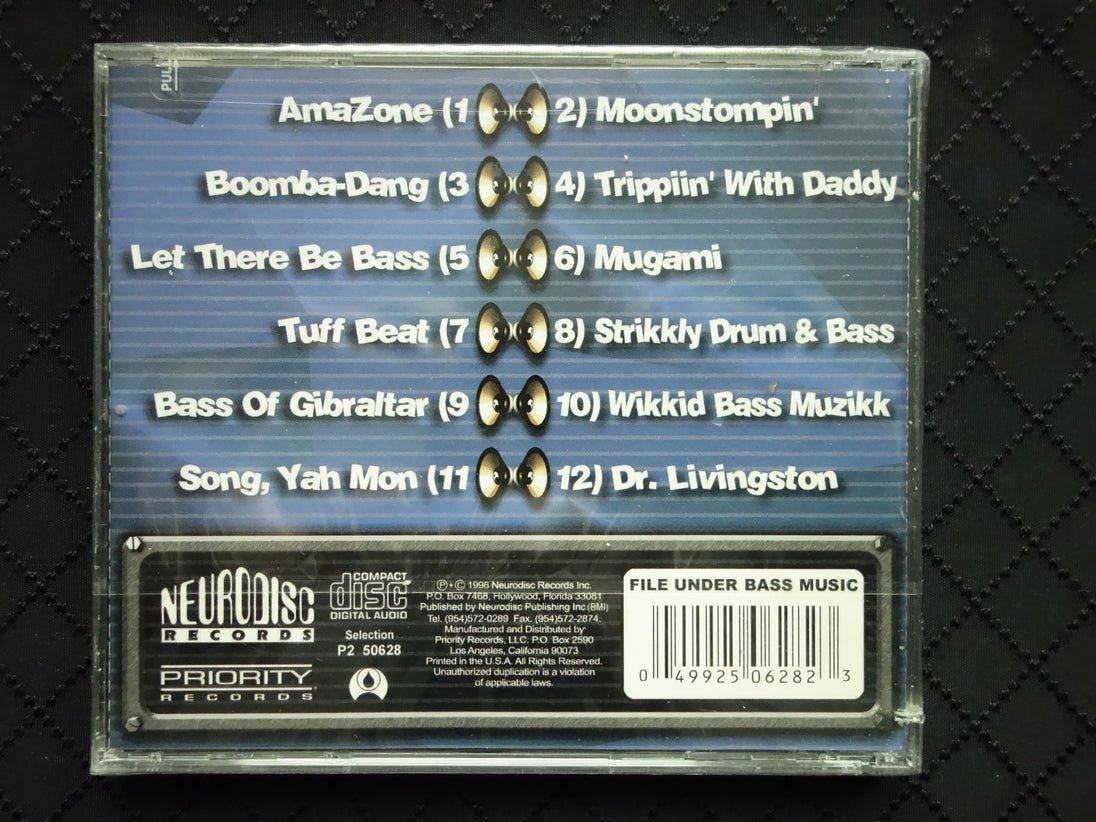 PULL
AmaZone (1 2) Moonstompin'
Boomba-Dang (3 4) Trippiin' With Daddy
Let There Be Bass (5 6) Mugami
Tuff Beat (7 8) Strikkly Drum & Bass
Bass Of Gibraltar (9 10) Wikkid Bass Muzikk
Song, Yah Mon (11 12) Dr. Livingston
NEURODISC
RECORDS
PRIORITY
RECORDS
COMPACT
disc
DIGITAL AUDIO
Selection
P2 50628
℗ • © 1996 Neurodisc Records Inc.
P.O. Box 7468, Hollywood, Florida 33081
Published by Neurodisc Publishing Inc (BMI)
Tel. (954)572-0289 Fax. (954)572-2874.
Manufactured and Distributed by
Priority Records, LLC. P.O. Box 2590
Los Angeles, California 90073
Printed in the U.S.A. All Rights Reserved.
Unauthorized duplication is a violation
of applicable laws.
FILE UNDER BASS MUSIC
0 49925 06282 3